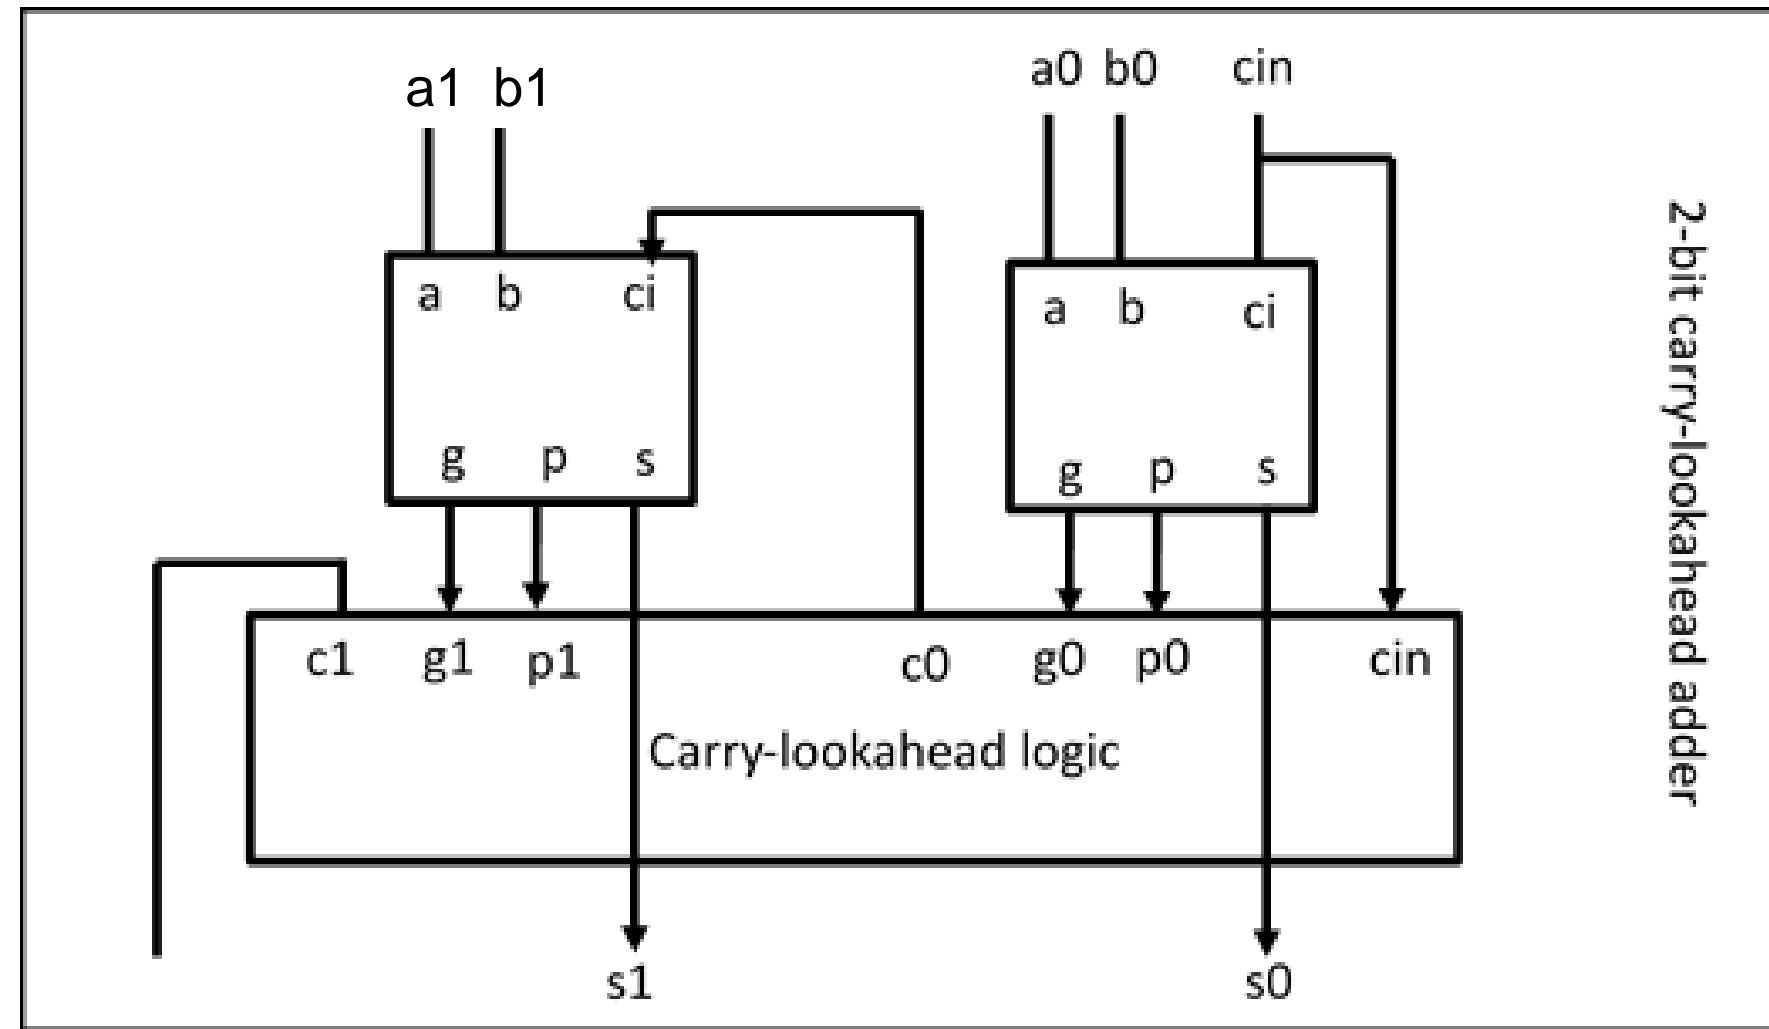 a1 b1
a0 b0 cin
a b ci
g p s
a b ci
g p s
c1 g1 p1 c0 g0 p0 cin
Carry-lookahead logic
s1
s0
2-bit carry-lookahead adder